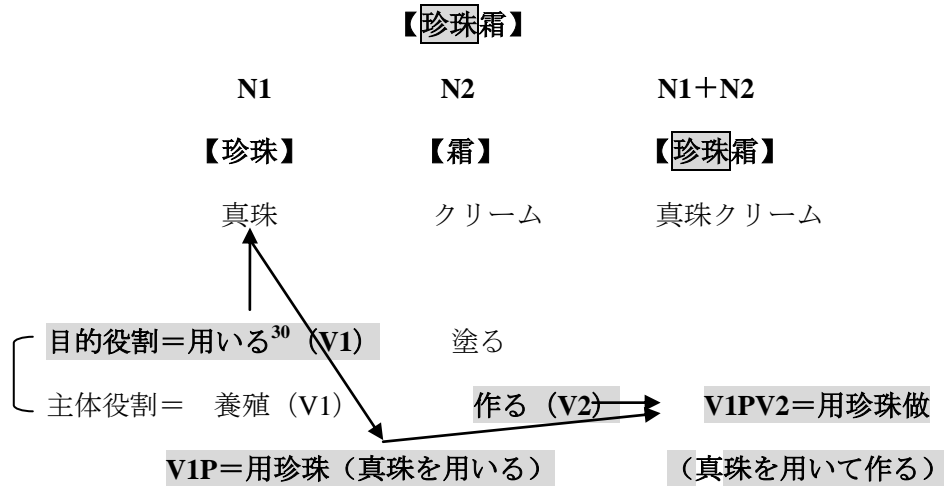 【珍珠霜】
N1 N2 N1＋N2
【珍珠】 【霜】 【珍珠霜】
真珠 クリーム 真珠クリーム
目的役割＝用いる30（V1） 塗る
主体役割＝ 養殖（V1） 作る（V2） V1PV2＝用珍珠做
V1P＝用珍珠（真珠を用いる） （真珠を用いて作る）